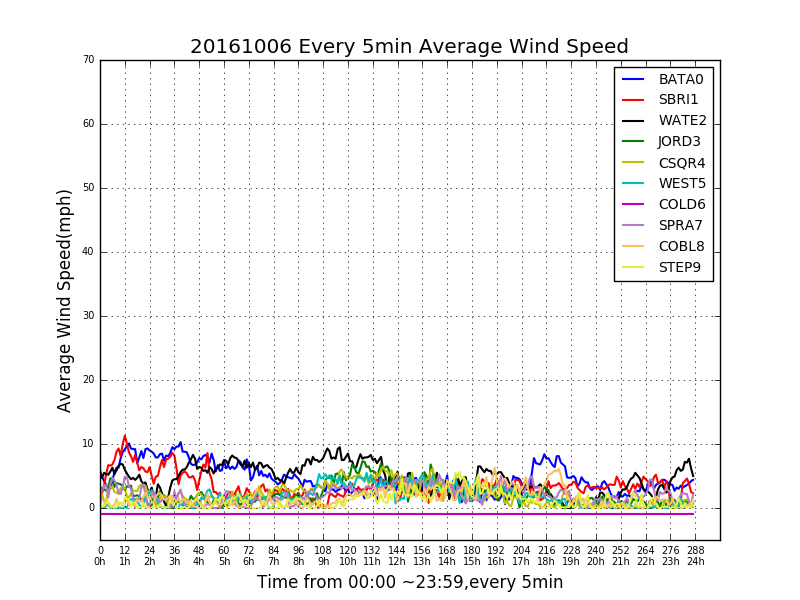 20161006 Every 5min Average Wind Speed
70
60
50
40
30
20
10
0
Average Wind Speed(mph)
BATA0
SBRI1
WATE2
JORD3
CSQR4
WEST5
COLD6
SPRA7
COBL8
STEP9
0 12 24 36 48 60 72 84 96 108 120 132 144 156 168 180 192 204 216 228 240 252 264 276 288
0h 1h 2h 3h 4h 5h 6h 7h 8h 9h 10h 11h 12h 13h 14h 15h 16h 17h 18h 19h 20h 21h 22h 23h 24h
Time from 00:00 ~23:59,every 5min